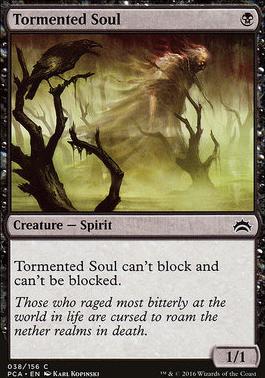 Tormented Soul
Creature — Spirit
Tormented Soul can't block and
can't be blocked.
Those who raged most bitterly at the
world in life are cursed to roam the
nether realms in death.
1/1
038/156 C
PCA • EN KARL KOPINSKI
™ & © 2016 Wizards of the Coast